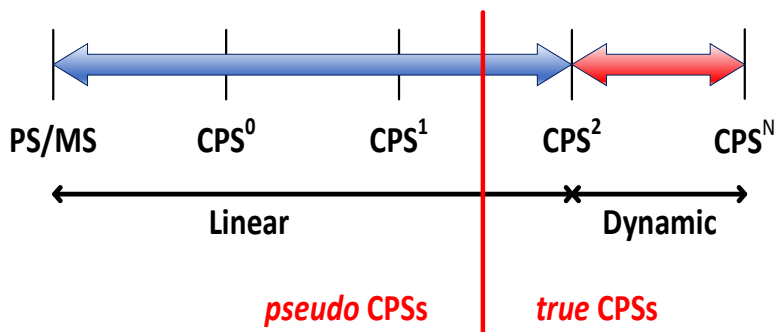 PS/MS CPS⁰ CPS¹ CPS² CPSᴺ
Linear Dynamic
pseudo CPSs true CPSs